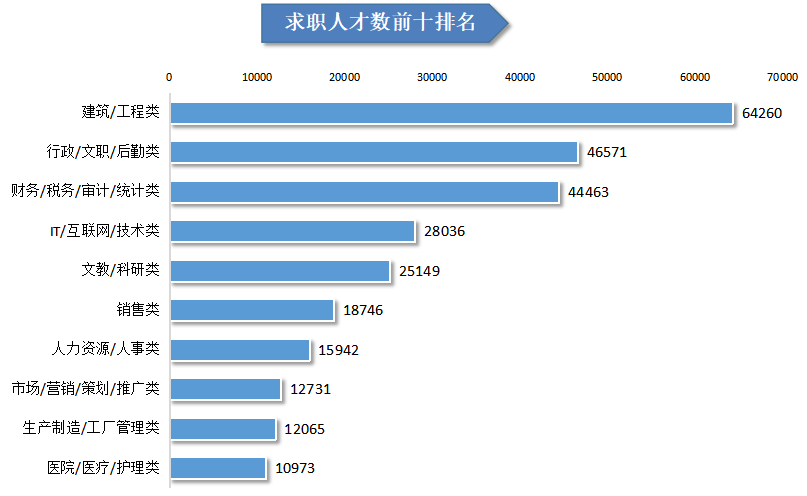 求职人才数前十排名
0 10000 20000 30000 40000 50000 60000 70000
建筑/工程类 64260
行政/文职/后勤类 46571
财务/税务/审计/统计类 44463
IT/互联网/技术类 28036
文教/科研类 25149
销售类 18746
人力资源/人事类 15942
市场/营销/策划/推广类 12731
生产制造/工厂管理类 12065
医院/医疗/护理类 10973